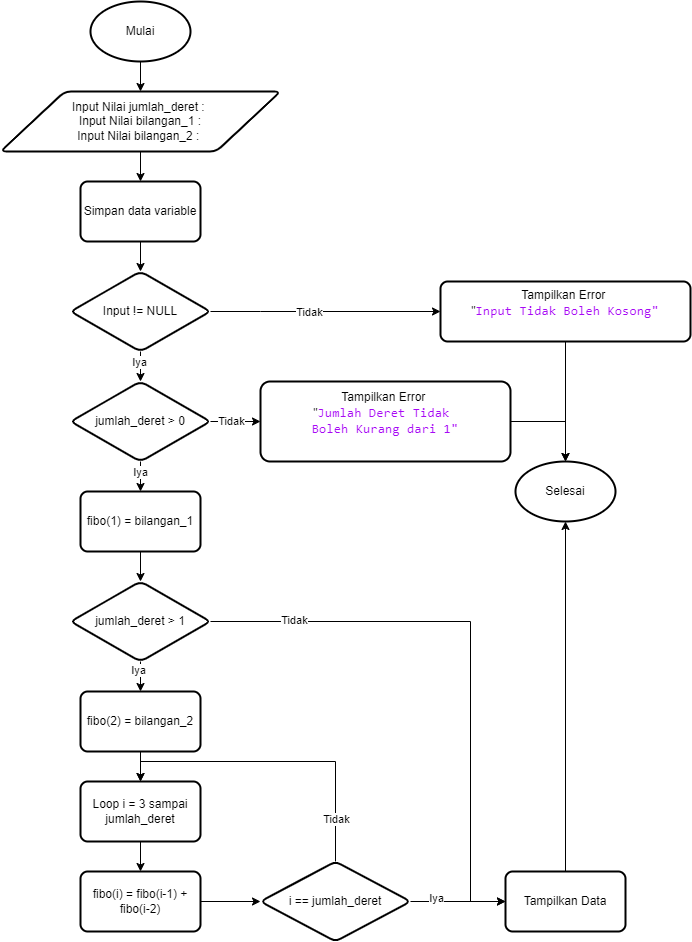 Mulai
Input Nilai jumlah_deret :
Input Nilai bilangan_1 :
Input Nilai bilangan_2 :
Simpan data variable
Input != NULL
Tidak
Tampilkan Error
"Input Tidak Boleh Kosong"
Iya
jumlah_deret > 0
Tidak
Tampilkan Error
"Jumlah Deret Tidak
Boleh Kurang dari 1"
Iya
Selesai
fibo(1) = bilangan_1
jumlah_deret > 1
Tidak
Iya
fibo(2) = bilangan_2
Loop i = 3 sampai
jumlah_deret
Tidak
fibo(i) = fibo(i-1) +
fibo(i-2)
i == jumlah_deret
Iya
Tampilkan Data